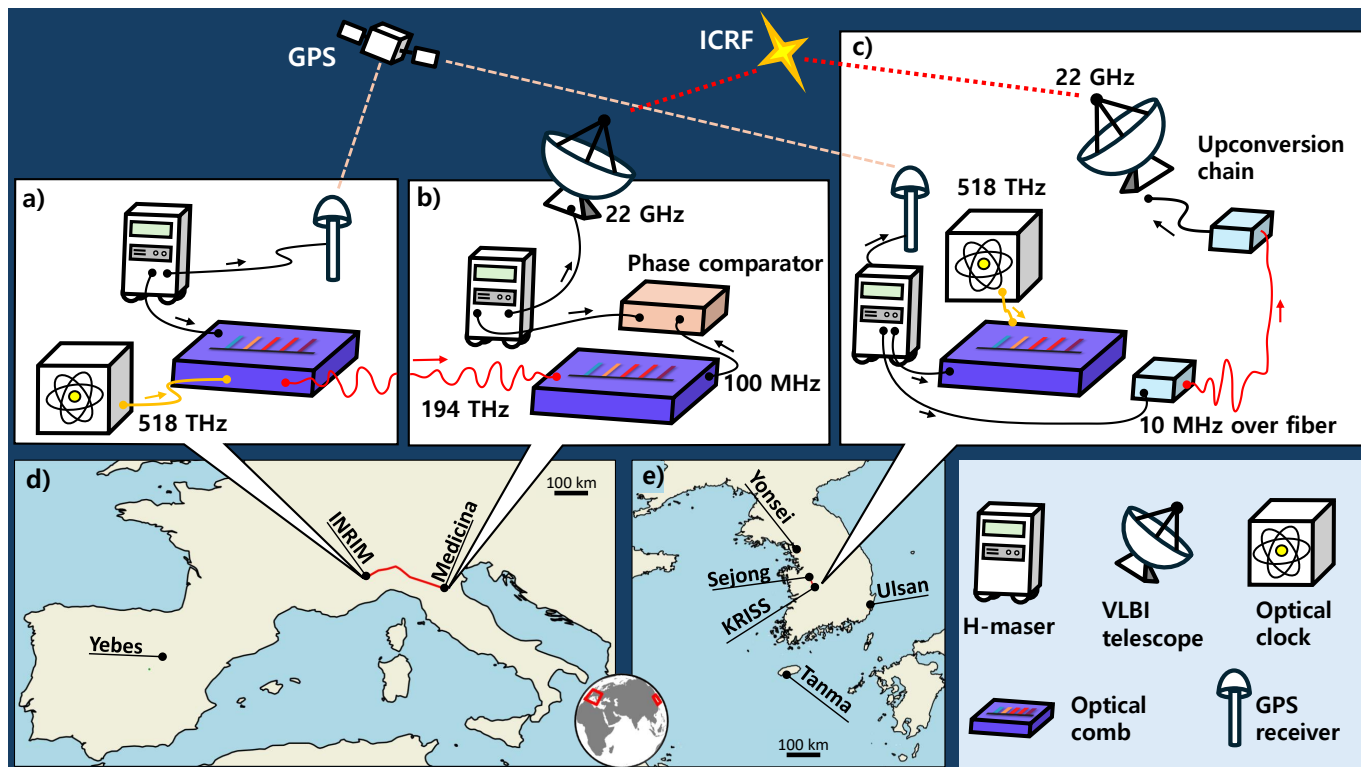 GPS
ICRF
c)
22 GHz
Upconversion
chain
518 THz
10 MHz over fiber
a)
518 THz
b)
22 GHz
Phase comparator
100 MHz
194 THz
d)
100 km
INRIM
Medicina
Yebes
e)
Yonsei
Sejong
KRISS
Ulsan
Tanma
100 km
H-maser
VLBI
telescope
Optical
clock
Optical
comb
GPS
receiver